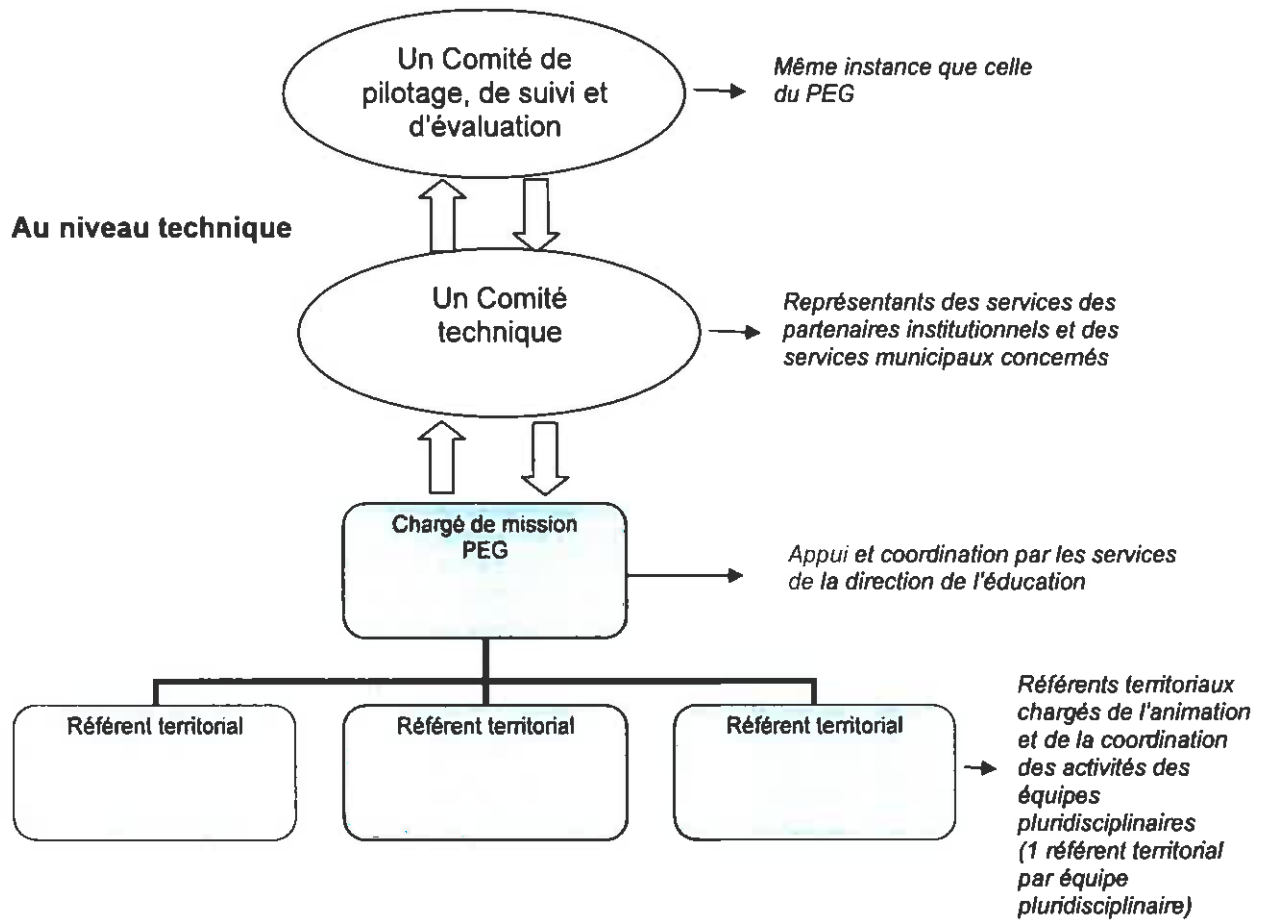 Un Comité de
pilotage, de suivi et
d'évaluation
Même instance que celle
du PEG
Au niveau technique
Un Comité
technique
Représentants des services des
partenaires institutionnels et des
services municipaux concernés
Chargé de mission
PEG
Appui et coordination par les services
de la direction de l'éducation
Référent territorial
Référent territorial
Référent territorial
Référents territoriaux
chargés de l'animation
et de la coordination
des activités des
équipes
pluridisciplinaires
(1 référent territorial
par équipe
pluridisciplinaire)